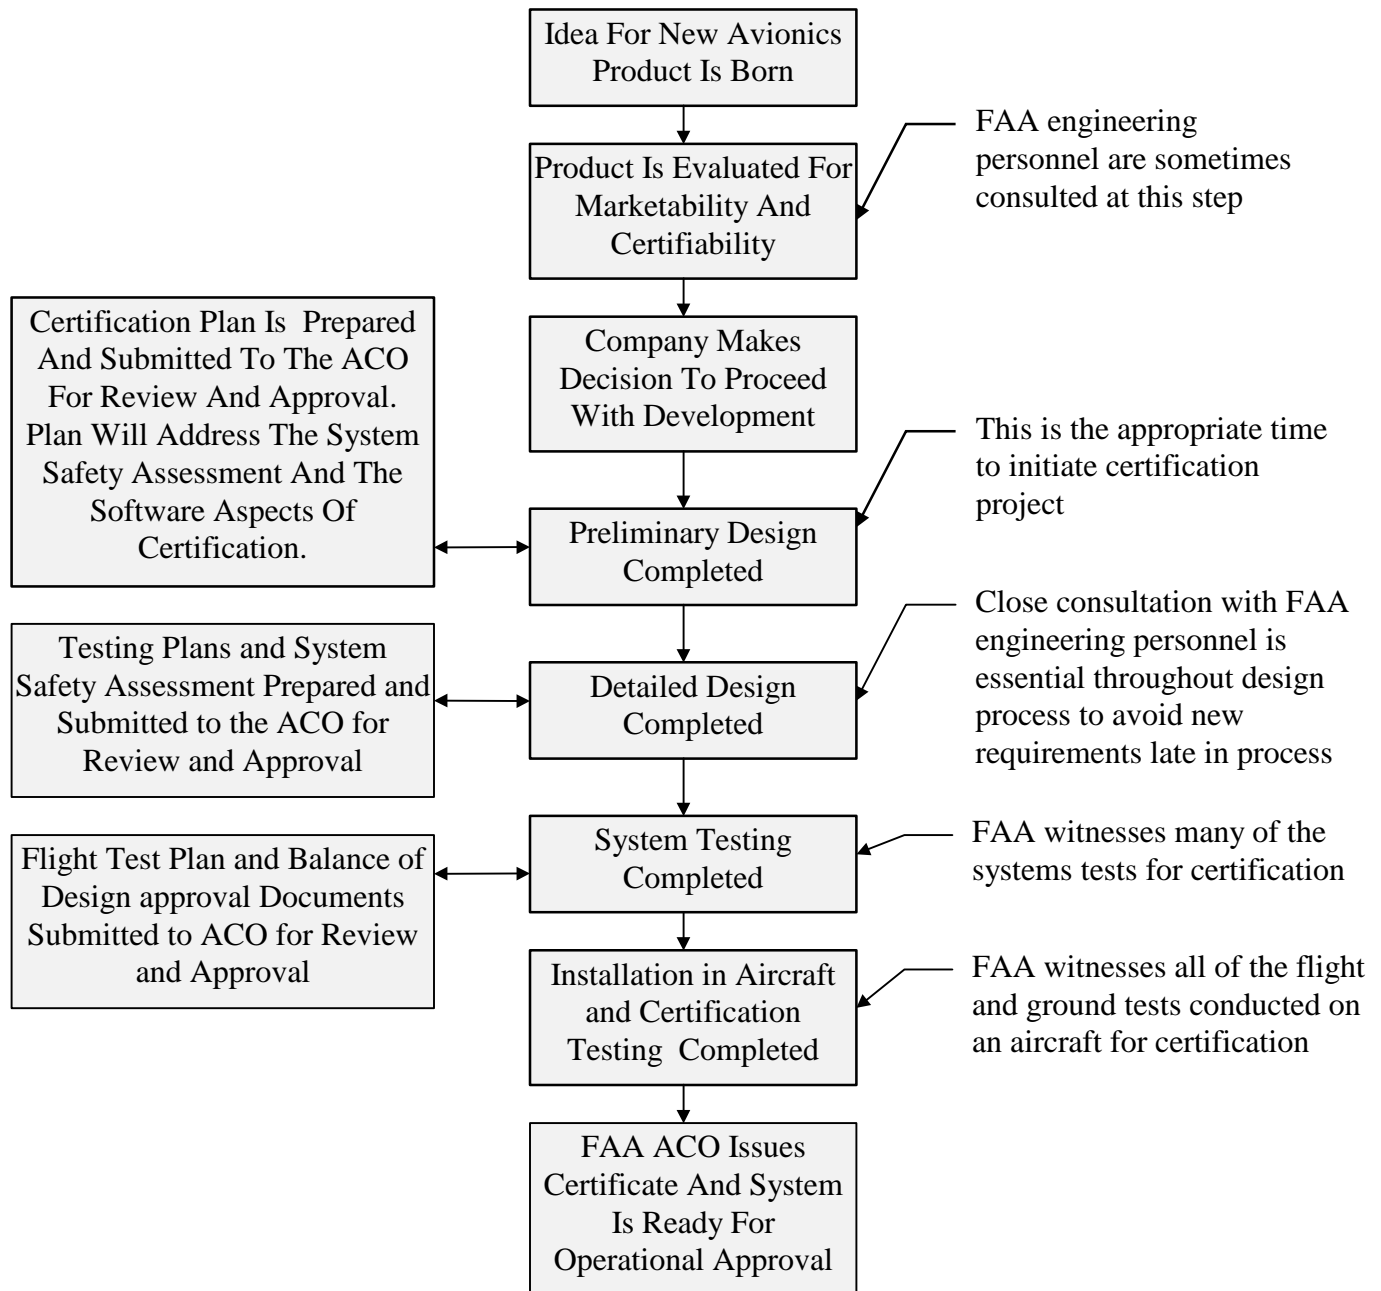 Idea For New Avionics
Product Is Born
FAA engineering
personnel are sometimes
consulted at this step
Product Is Evaluated For
Marketability And
Certifiability
Certification Plan Is  Prepared
And Submitted To The ACO
For Review And Approval.
Plan Will Address The System
Safety Assessment And The
Software Aspects Of
Certification.
Company Makes
Decision To Proceed
With Development
This is the appropriate time
to initiate certification
project
Preliminary Design
Completed
Close consultation with FAA
engineering personnel is
essential throughout design
process to avoid new
requirements late in process
Testing Plans and System
Safety Assessment Prepared and
Submitted to the ACO for
Review and Approval
Detailed Design
Completed
System Testing
Completed
FAA witnesses many of the
systems tests for certification
Flight Test Plan and Balance of
Design approval Documents
Submitted to ACO for Review
and Approval
Installation in Aircraft
and Certification
Testing  Completed
FAA witnesses all of the flight
and ground tests conducted on
an aircraft for certification
FAA ACO Issues
Certificate And System
Is Ready For
Operational Approval